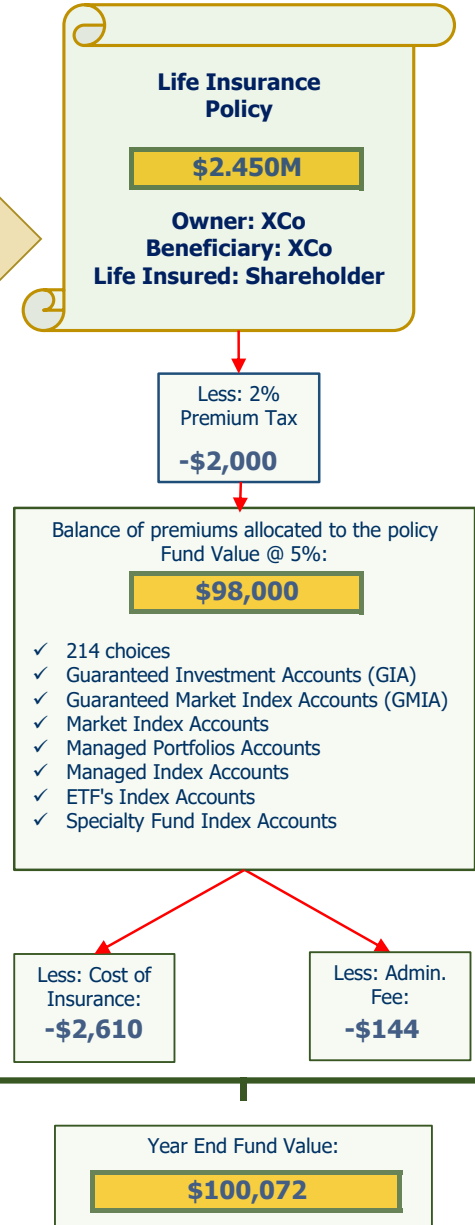 Life Insurance
Policy
$2.450M
Owner: XCo
Beneficiary: XCo
Life Insured: Shareholder
Less: 2%
Premium Tax
-$2,000
Balance of premiums allocated to the policy
Fund Value @ 5%:
$98,000
✓ 214 choices
✓ Guaranteed Investment Accounts (GIA)
✓ Guaranteed Market Index Accounts (GMIA)
✓ Market Index Accounts
✓ Managed Portfolios Accounts
✓ Managed Index Accounts
✓ ETF's Index Accounts
✓ Specialty Fund Index Accounts
Less: Cost of
Insurance:
-$2,610
Less: Admin.
Fee:
-$144
Year End Fund Value:
$100,072